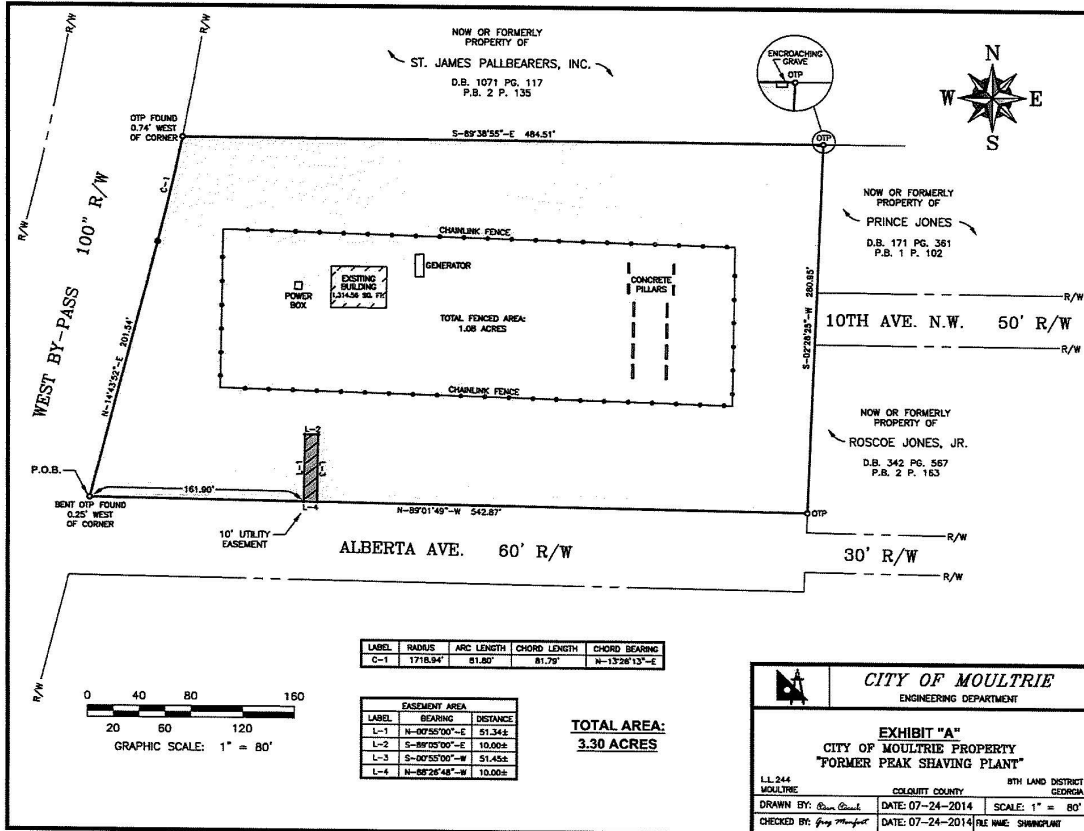 NOW OR FORMERLY
PROPERTY OF
ST. JAMES PALLBEARERS, INC.
D.B. 1071 PG. 117
P.B. 2 P. 135
ENCROACHING
GRAVE
OTP
N
W E
S
R/W
R/W
OTP FOUND
0.74' WEST
OF CORNER
S-89°38'55"-E 484.51'
OTP
C-1
R/W
WEST BY-PASS 100" R/W
N-14°43'52"-E 201.54'
NOW OR FORMERLY
PROPERTY OF
PRINCE JONES
D.B. 171 PG. 361
P.B. 1 P. 102
CHAINLINK FENCE
GENERATOR
EXSITING
BUILDING
1,314.56 SQ. FT.
POWER
BOX
CONCRETE
PILLARS
TOTAL FENCED AREA:
1.08 ACRES
S-02°28'25"-W 280.85'
R/W
10TH AVE. N.W. 50' R/W
R/W
CHAINLINK FENCE
NOW OR FORMERLY
PROPERTY OF
ROSCOE JONES, JR.
D.B. 342 PG. 567
P.B. 2 P. 163
L-2
P.O.B.
161.90'
BENT OTP FOUND
0.25' WEST
OF CORNER
L-4
N-89°01'49"-W 542.87'
OTP
10' UTILITY
EASEMENT
ALBERTA AVE. 60' R/W
R/W
30' R/W
R/W
R/W
LABEL RADIUS ARC LENGTH CHORD LENGTH CHORD BEARING
C-1 1718.94' 81.80' 81.79' N-13°26'13"-E
EASEMENT AREA
LABEL BEARING DISTANCE
L-1 N-00°55'00"-E 51.34±
L-2 S-89°05'00"-E 10.00±
L-3 S-00°55'00"-W 51.45±
L-4 N-88°26'48"-W 10.00±
0 40 80 160
20 60 120
GRAPHIC SCALE: 1" = 80'
TOTAL AREA:
3.30 ACRES
CITY OF MOULTRIE
ENGINEERING DEPARTMENT
EXHIBIT "A"
CITY OF MOULTRIE PROPERTY
"FORMER PEAK SHAVING PLANT"
L.L 244 8TH LAND DISTRICT
MOULTRIE COLQUITT COUNTY GEORGIA
DRAWN BY: DATE: 07-24-2014 SCALE: 1" = 80'
CHECKED BY: DATE: 07-24-2014 FILE NAME: SHAVINGPLANT